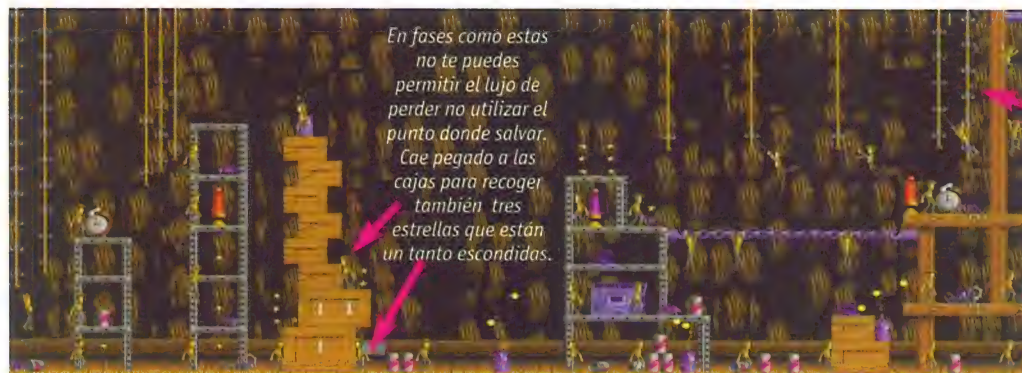 En fases como estas
no te puedes
permitir el lujo de
perder no utilizar el
punto donde salvar.
Cae pegado a las
cajas para recoger
también tres
estrellas que están
un tanto escondidas.